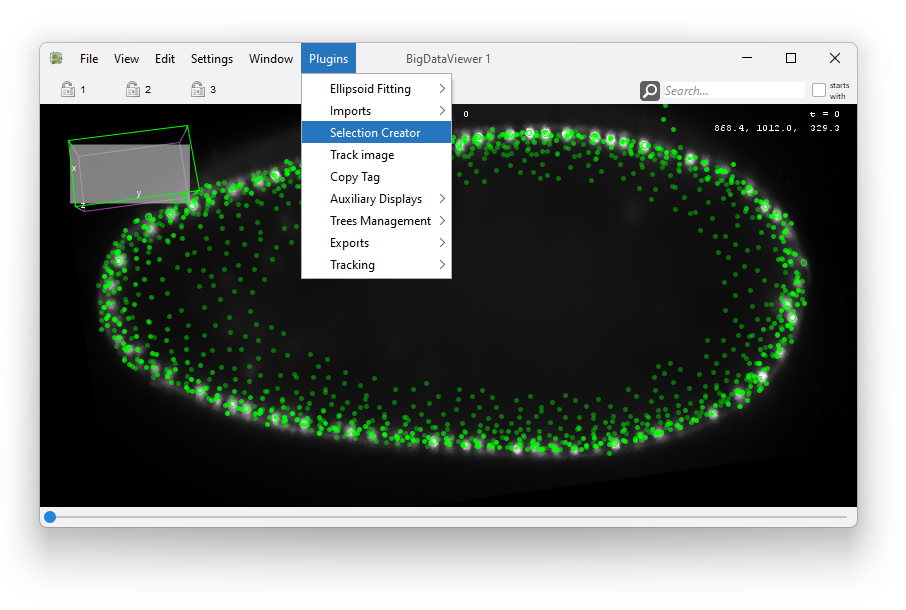 File View Edit Settings Window Plugins BigDataViewer 1
1 2 3 Search... starts with
Ellipsoid Fitting
Imports
Selection Creator
Track image
Copy Tag
Auxiliary Displays
Trees Management
Exports
Tracking
0
t = 0
868.4, 1012.0, 329.3
x
y
z